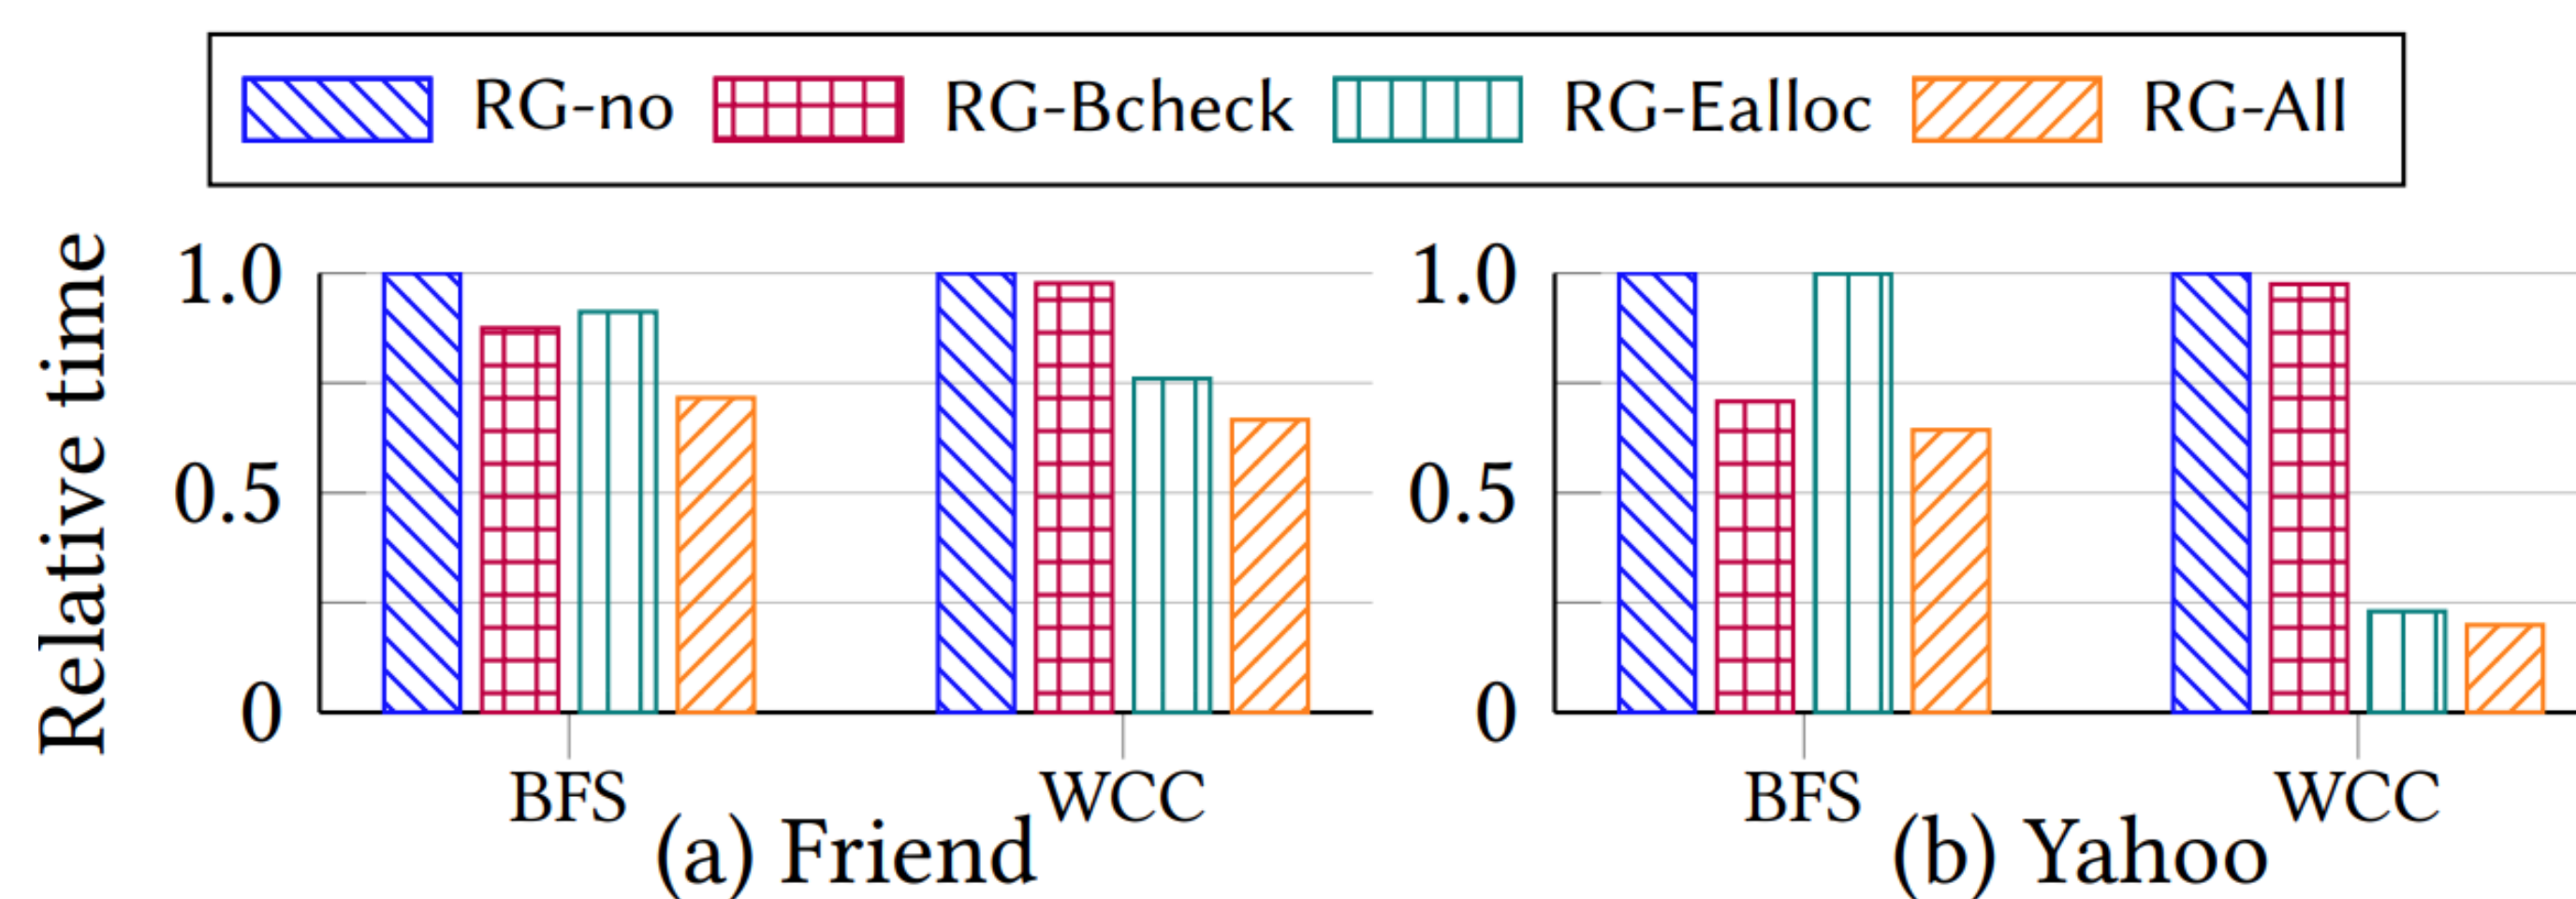 RG-no RG-Bcheck RG-Ealloc RG-All
Relative time
1.0
0.5
0
BFS WCC
(a) Friend
1.0
0.5
0
BFS WCC
(b) Yahoo